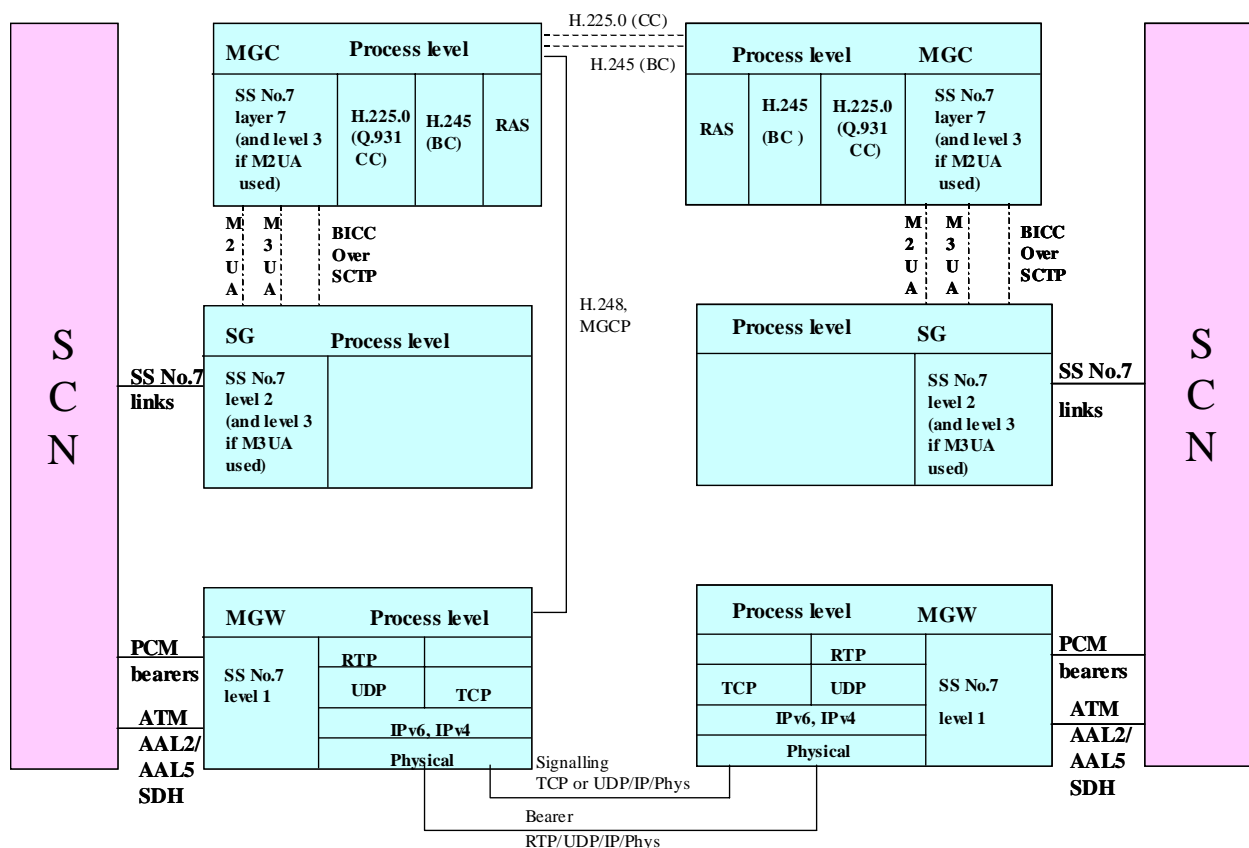 S
C
N
MGC
Process level
SS No.7
layer 7
(and level 3
if M2UA
used)
H.225.0
(Q.931
CC)
H.245
(BC)
RAS
H.225.0 (CC)
H.245 (BC)
Process level
MGC
RAS
H.245
(BC )
H.225.0
(Q.931
CC)
SS No.7
layer 7
(and level 3
if M2UA
used)
M
2
U
A
M
3
U
A
BICC
Over
SCTP
M
2
U
A
M
3
U
A
BICC
Over
SCTP
H.248,
MGCP
SG
Process level
SS No.7
level 2
(and level 3
if M3UA
used)
SS No.7
links
Process level
SG
SS No.7
level 2
(and level 3
if M3UA
used)
SS No.7
links
S
C
N
MGW
Process level
SS No.7
level 1
RTP
UDP
TCP
IPv6, IPv4
Physical
PCM
bearers
ATM
AAL2/
AAL5
SDH
Process level
MGW
RTP
TCP
UDP
IPv6, IPv4
Physical
SS No.7
level 1
PCM
bearers
ATM
AAL2/
AAL5
SDH
Signalling
TCP or UDP/IP/Phys
Bearer
RTP/UDP/IP/Phys